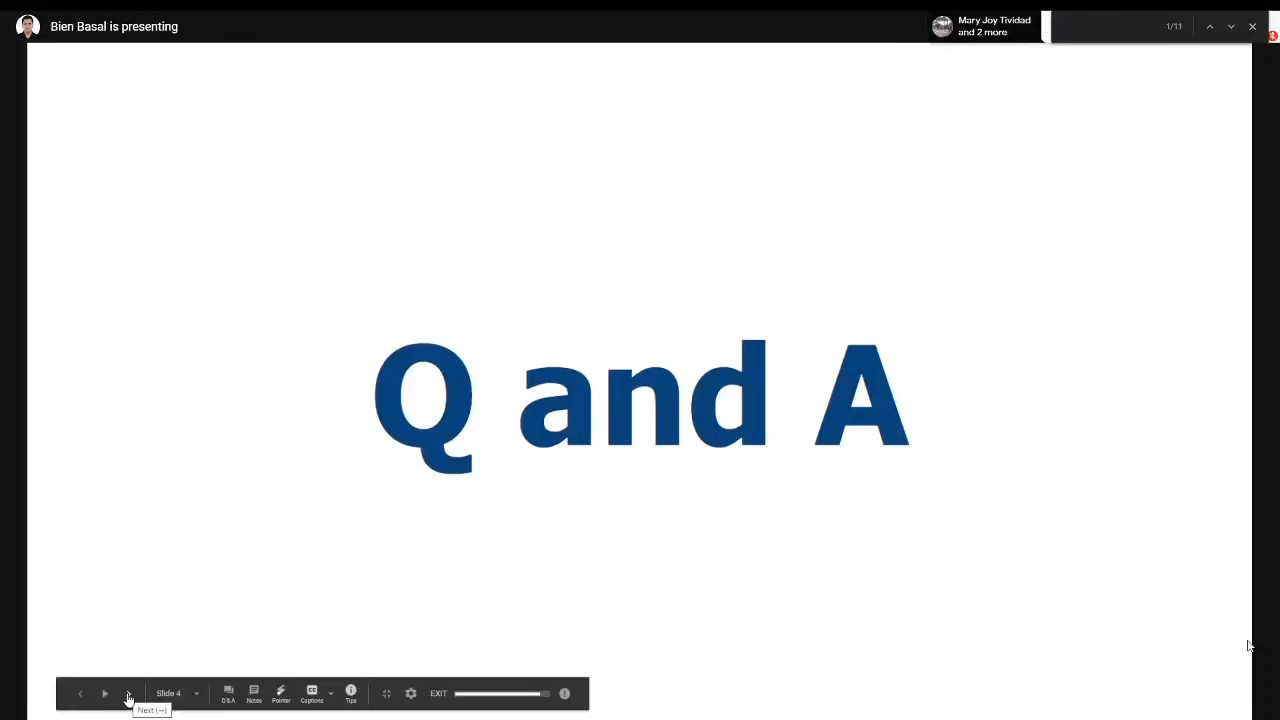 Bien Basal is presenting
Mary Joy Tividad
and 2 more
1/11
Q and A
Slide 4
Q & A
Notes
Pointer
Captions
Tips
EXIT
Next (→)